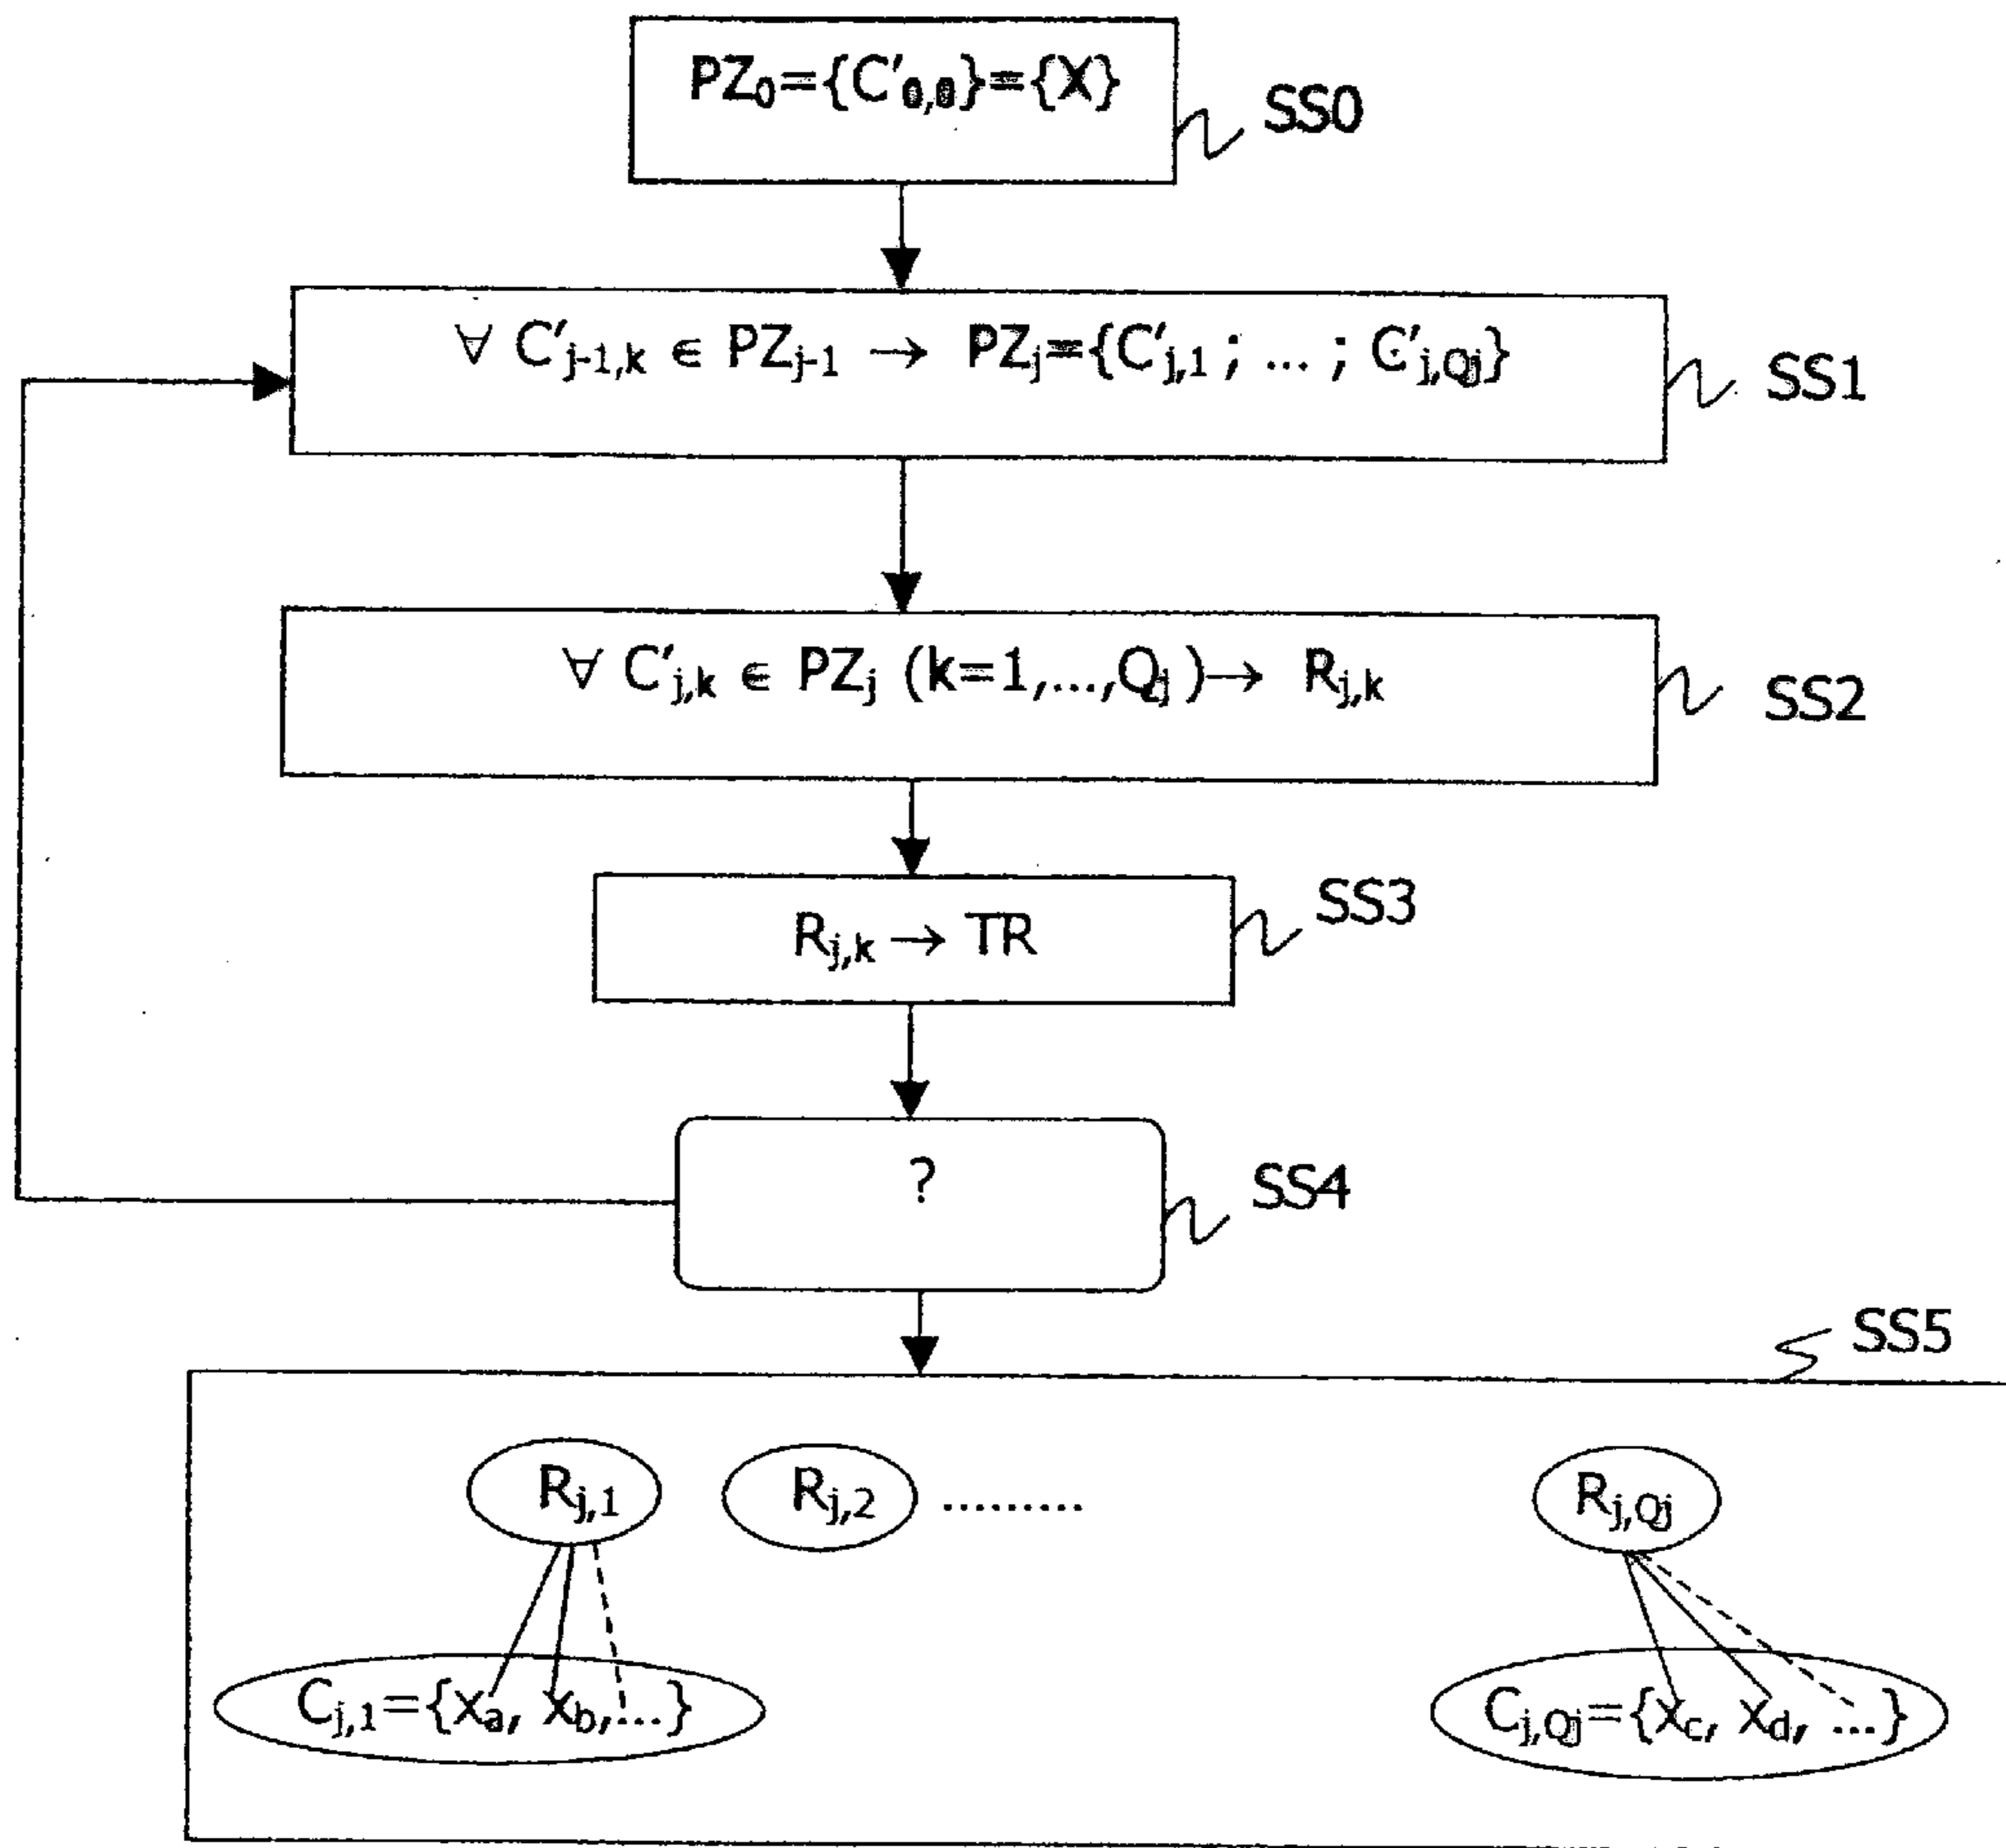 PZ₀={C'₀,₀}={X}
SS0
∀ C'ⱼ₋₁,ₖ ∈ PZⱼ₋₁ → PZⱼ={C'ⱼ,₁ ; ... ; C'ⱼ,Qⱼ}
SS1
∀ C'ⱼ,ₖ ∈ PZⱼ (k=1,...,Qⱼ )→ Rⱼ,ₖ
SS2
Rⱼ,ₖ → TR
SS3
?
SS4
SS5
Rⱼ,₁ Rⱼ,₂ ......... Rⱼ,Qⱼ
Cⱼ,₁={xₐ, x_b,...} Cⱼ,Qⱼ={x_c, x_d, ...}